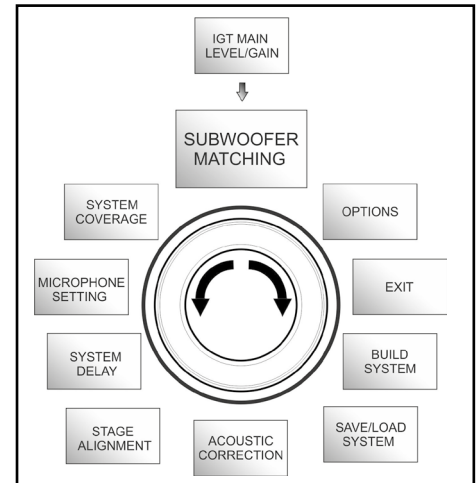 IGT MAIN
LEVEL/GAIN
SUBWOOFER
MATCHING
SYSTEM
COVERAGE
OPTIONS
MICROPHONE
SETTING
EXIT
SYSTEM
DELAY
BUILD
SYSTEM
STAGE
ALIGNMENT
ACOUSTIC
CORRECTION
SAVE/LOAD
SYSTEM